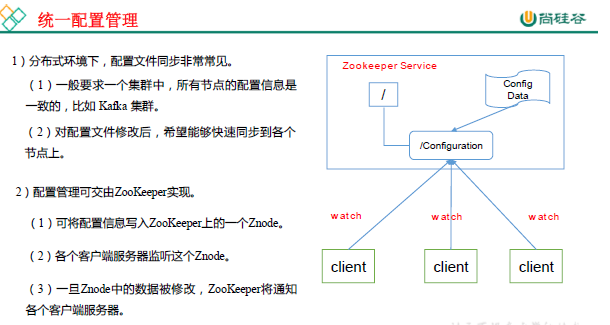 统一配置管理
尚硅谷
1）分布式环境下，配置文件同步非常常见。
（1）一般要求一个集群中，所有节点的配置信息是
一致的，比如 Kafka 集群。
（2）对配置文件修改后，希望能够快速同步到各个
节点上。
2）配置管理可交由ZooKeeper实现。
（1）可将配置信息写入ZooKeeper上的一个Znode。
（2）各个客户端服务器监听这个Znode。
（3）一旦Znode中的数据被修改，ZooKeeper将通知
各个客户端服务器。
Zookeeper Service
/
Config
Data
/Configuration
watch
watch
watch
client
client
client